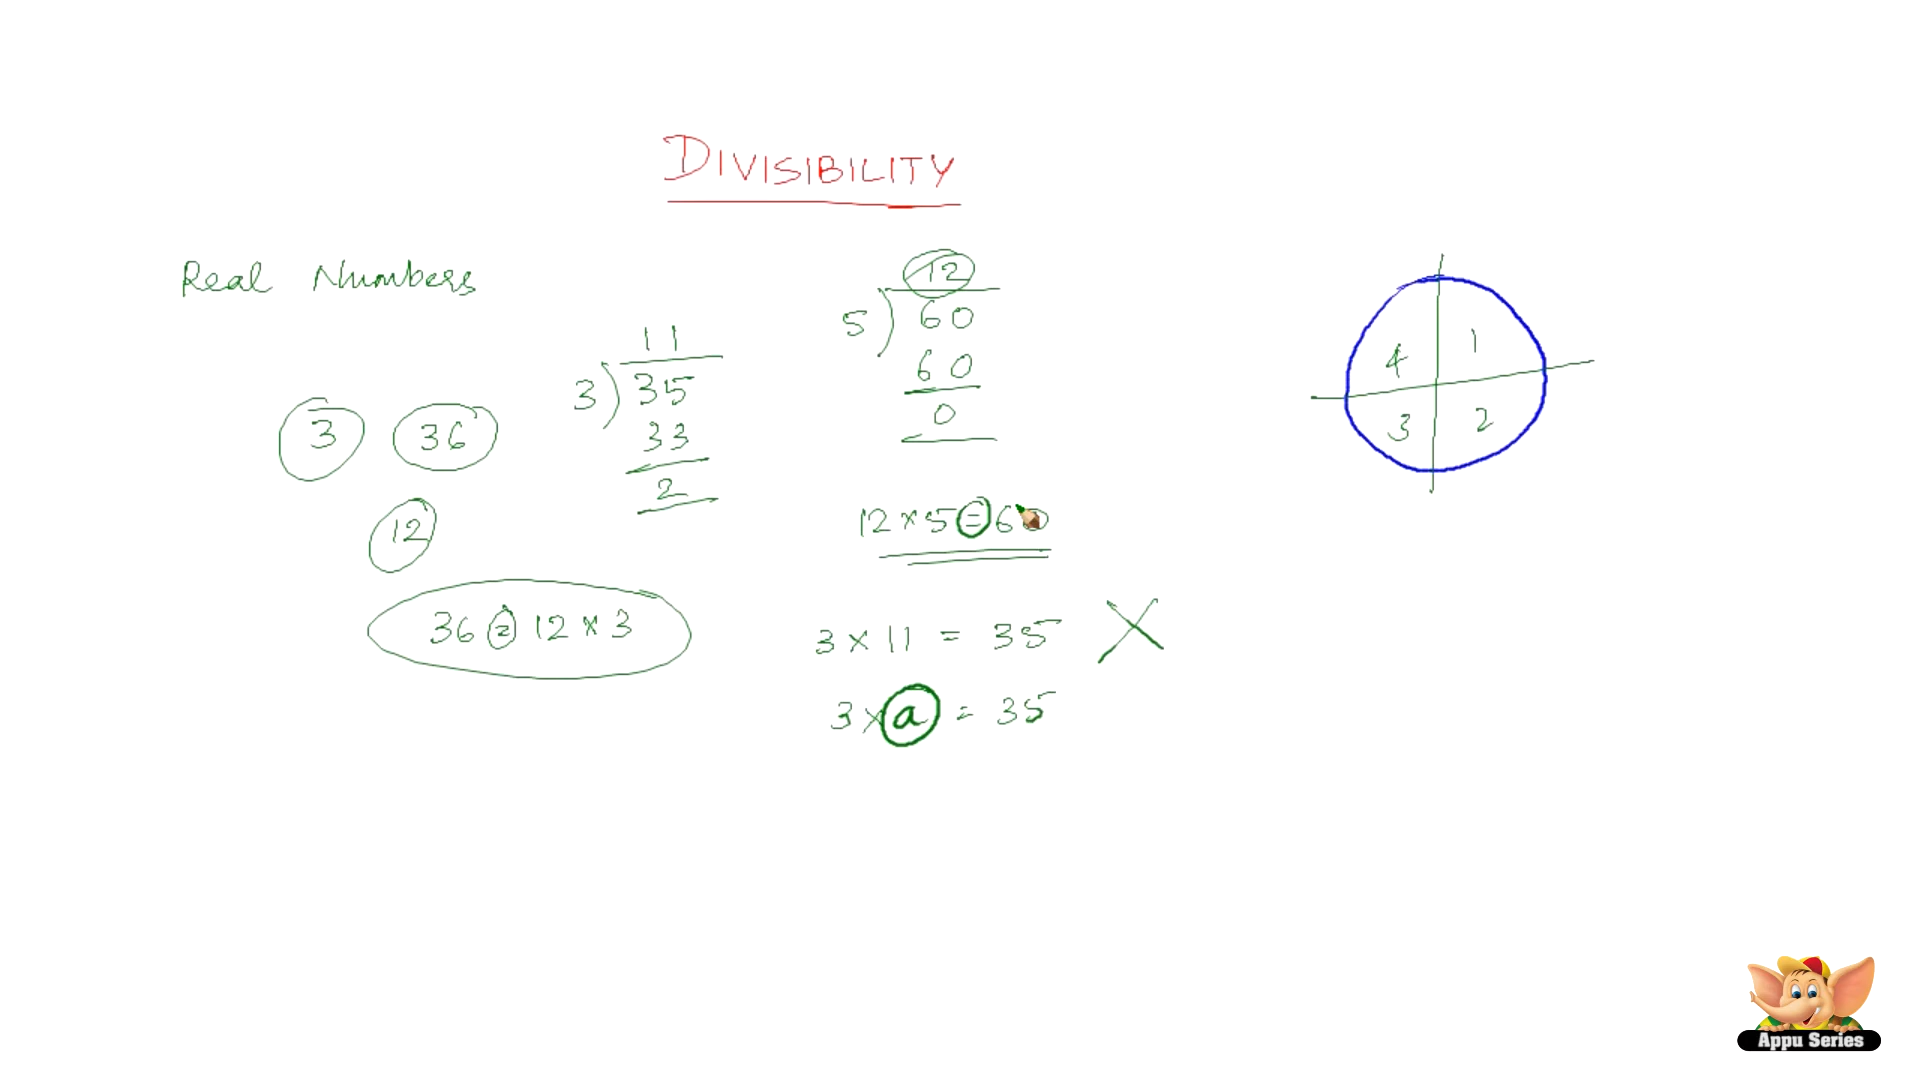 DIVISIBILITY
Real Numbers
3 36
12
36 = 12 × 3
11
3) 35
33
2
12
5) 60
60
0
12 × 5 = 60
3 × 11 = 35 X
3 × a = 35
4 1
3 2
Appu Series